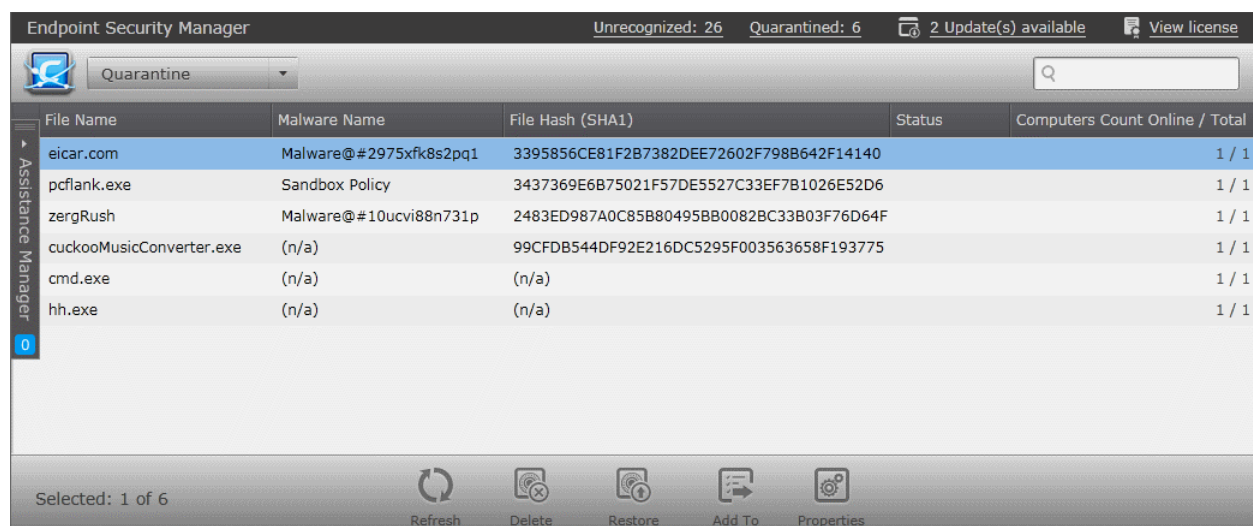 Endpoint Security Manager Unrecognized: 26 Quarantined: 6 2 Update(s) available View license
Quarantine
File Name Malware Name File Hash (SHA1) Status Computers Count Online / Total
eicar.com Malware@#2975xfk8s2pq1 3395856CE81F2B7382DEE72602F798B642F14140 1 / 1
pcflank.exe Sandbox Policy 3437369E6B75021F57DE5527C33EF7B1026E52D6 1 / 1
zergRush Malware@#10ucvi88n731p 2483ED987A0C85B80495BB0082BC33B03F76D64F 1 / 1
cuckooMusicConverter.exe (n/a) 99CFDB544DF92E216DC5295F003563658F193775 1 / 1
cmd.exe (n/a) (n/a) 1 / 1
hh.exe (n/a) (n/a) 1 / 1
Assistance Manager
0
Selected: 1 of 6
Refresh Delete Restore Add To Properties